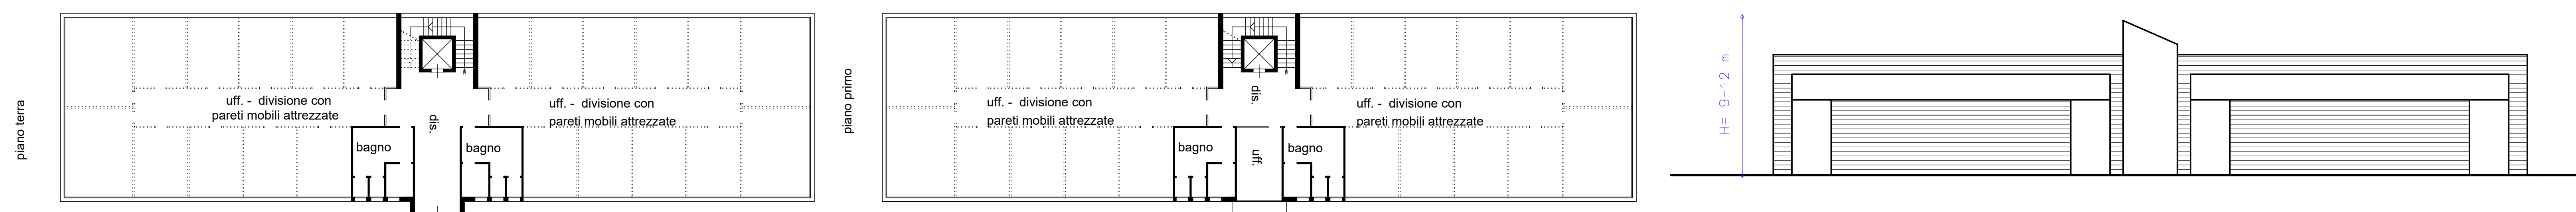 piano terra
uff. - divisione con
pareti mobili attrezzate
dis.
uff. - divisione con
pareti mobili attrezzate
bagno
bagno
piano primo
uff. - divisione con
pareti mobili attrezzate
dis.
uff. - divisione con
pareti mobili attrezzate
bagno
uff.
bagno
H= 9-12 m.